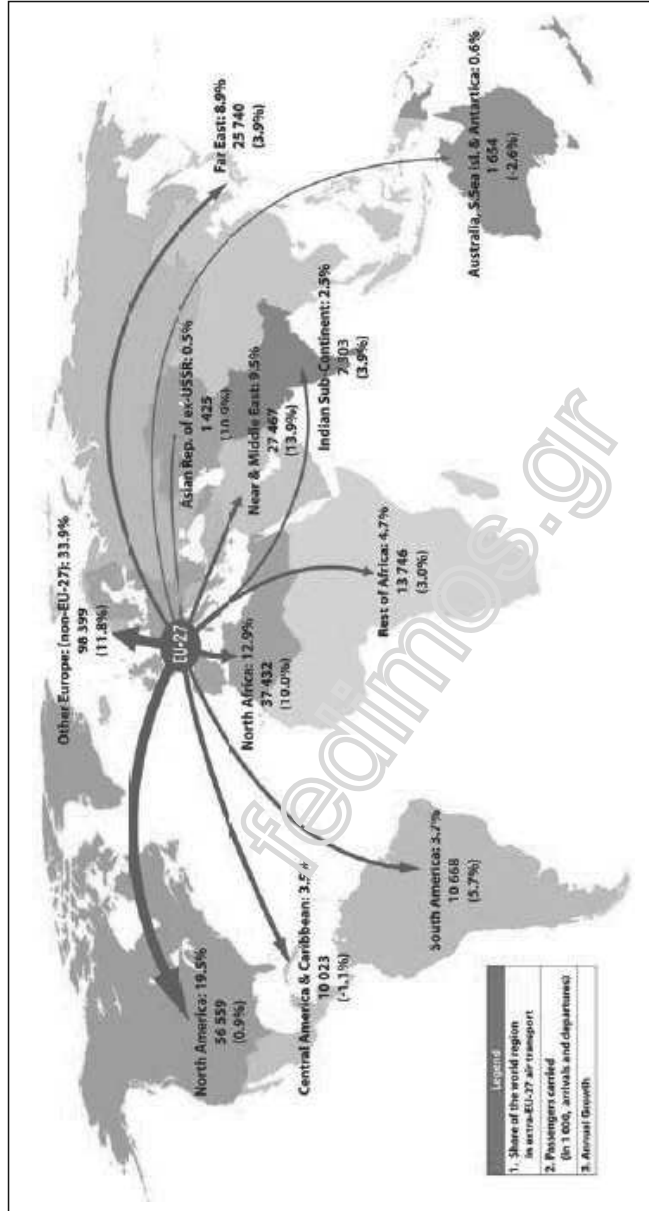 Other Europe: (non-EU-27): 33.9%
98 399
(11.8%)
Far East: 8.9%
25 740
(3.9%)
North America: 19.5%
56 559
(0.9%)
EU-27
Asian Rep. of ex-USSR: 0.5%
1 425
Near & Middle East: 9.5%
27 467
(13.9%)
North Africa: 12.9%
37 432
(10.0%)
Indian Sub-Continent: 2.5%
7 303
(3.9%)
Central America & Caribbean:
10 023
(-1.1%)
Rest of Africa: 4.7%
13 746
(3.0%)
South America: 3.7%
10 668
(5.7%)
Australia, S.Sea isl. & Antartica: 0.6%
1 654
(-2.6%)
Legend
1. Share of the world region
in extra-EU-27 air transport
2. Passengers carried
(in 1 000, arrivals and departures)
3. Annual Growth
fedimos.gr